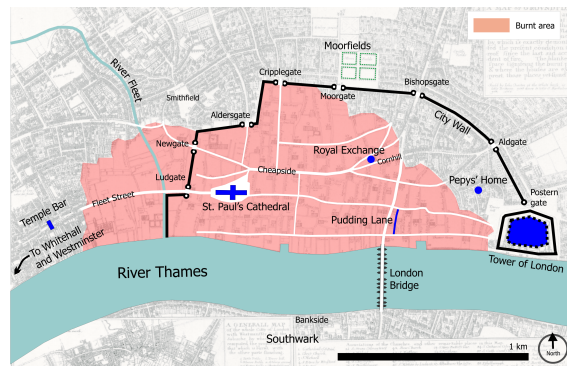 Burnt area
Moorfields
River Fleet
Cripplegate
Bishopsgate
Smithfield
Moorgate
Aldersgate
City Wall
Newgate
Royal Exchange
Aldgate
Cornhill
Cheapside
Ludgate
Pepys' Home
Postern
gate
Fleet Street
St. Paul's Cathedral
Temple Bar
Pudding Lane
To Whitehall
and Westminster
Tower of London
River Thames
London
Bridge
Bankside
Southwark
1 km
North